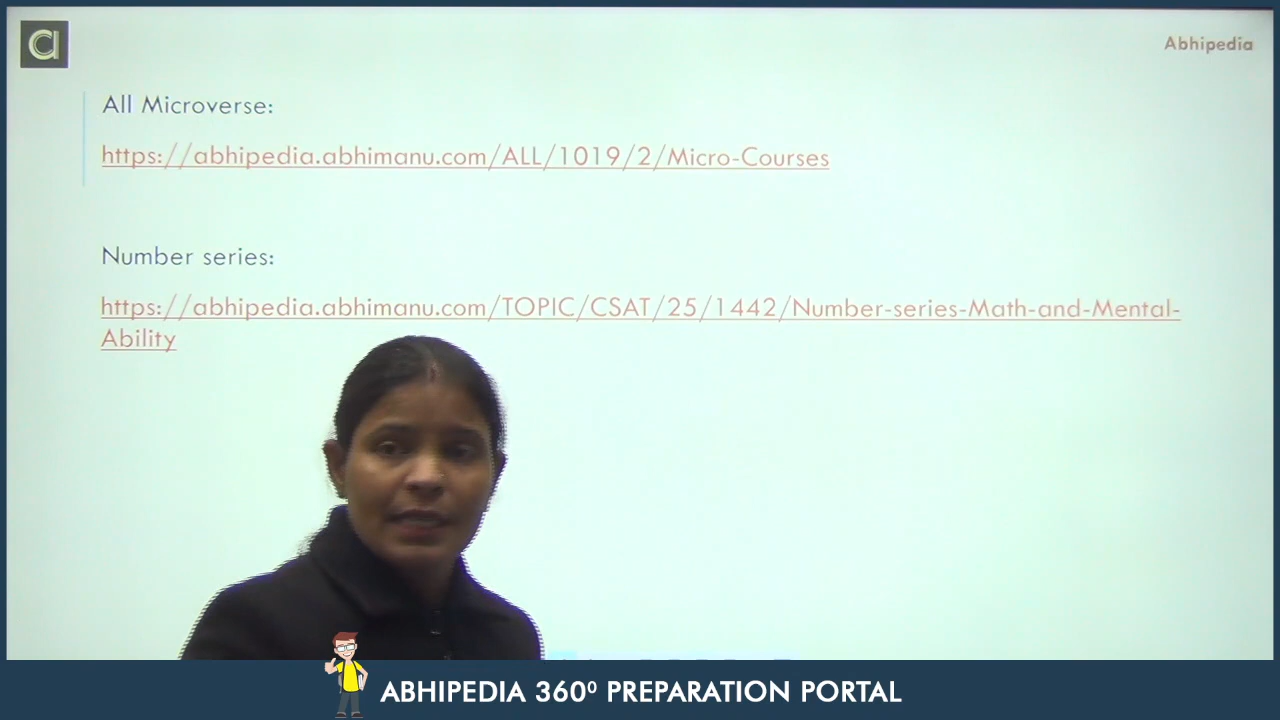 Abhipedia
All Microverse:
https://abhipedia.abhimanu.com/ALL/1019/2/Micro-Courses
Number series:
https://abhipedia.abhimanu.com/TOPIC/CSAT/25/1442/Number-series-Math-and-Mental-
Ability
ABHIPEDIA 360⁰ PREPARATION PORTAL